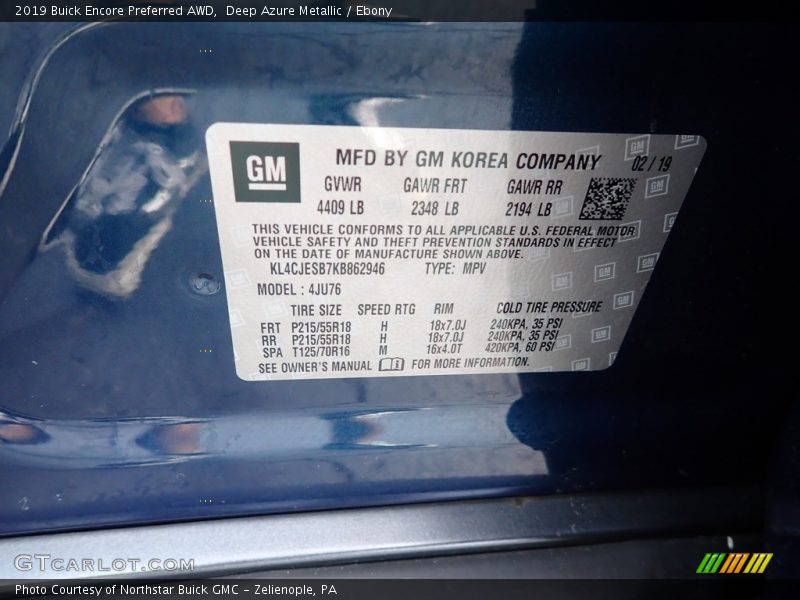 2019 Buick Encore Preferred AWD,  Deep Azure Metallic / Ebony
GM
MFD BY GM KOREA COMPANY 02/19
GVWR GAWR FRT GAWR RR
4409 LB 2348 LB 2194 LB
THIS VEHICLE CONFORMS TO ALL APPLICABLE U.S. FEDERAL MOTOR
VEHICLE SAFETY AND THEFT PREVENTION STANDARDS IN EFFECT
ON THE DATE OF MANUFACTURE SHOWN ABOVE.
KL4CJESB7KB862946 TYPE: MPV
MODEL : 4JU76
TIRE SIZE SPEED RTG RIM COLD TIRE PRESSURE
FRT P215/55R18 H 18x7.0J 240KPA, 35 PSI
RR P215/55R18 H 18x7.0J 240KPA, 35 PSI
SPA T125/70R16 M 16x4.0T 420KPA, 60 PSI
SEE OWNER'S MANUAL FOR MORE INFORMATION.
GTCARLOT.COM
Photo Courtesy of Northstar Buick GMC – Zelienople, PA